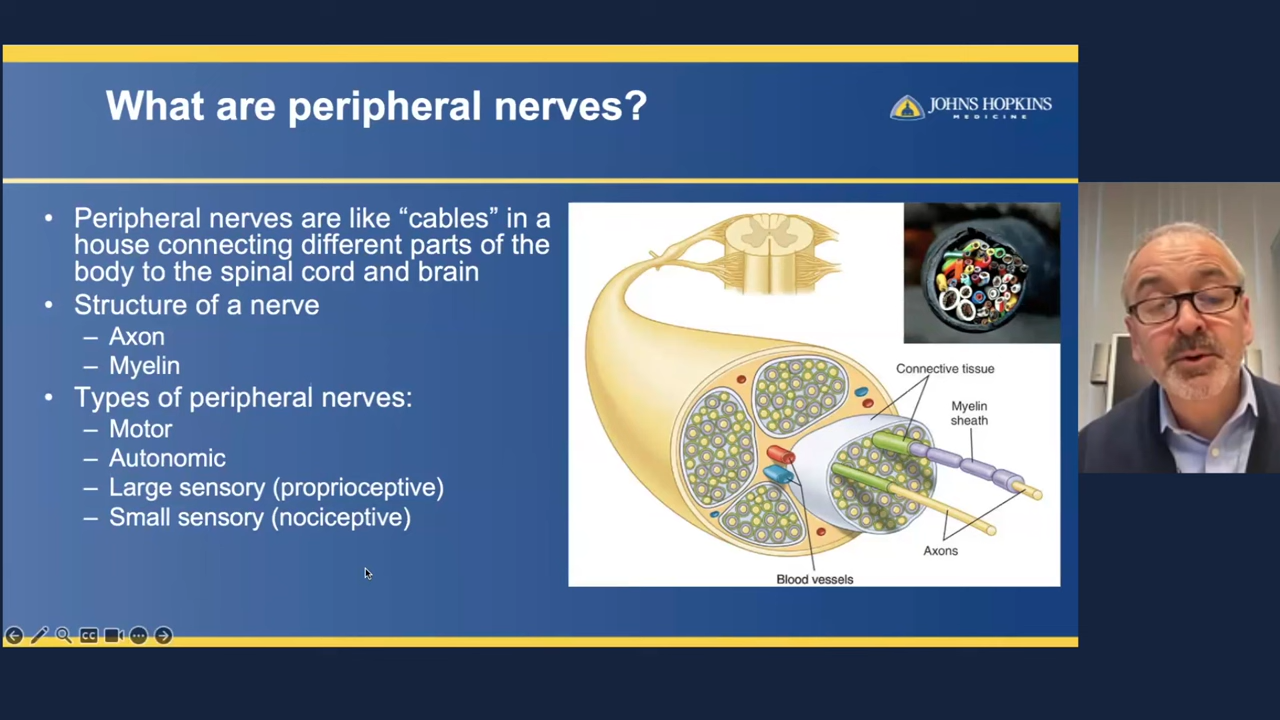 What are peripheral nerves?
JOHNS HOPKINS
MEDICINE
• Peripheral nerves are like “cables” in a
house connecting different parts of the
body to the spinal cord and brain
• Structure of a nerve
– Axon
– Myelin
• Types of peripheral nerves:
– Motor
– Autonomic
– Large sensory (proprioceptive)
– Small sensory (nociceptive)
Connective tissue
Myelin
sheath
Axons
Blood vessels
CC